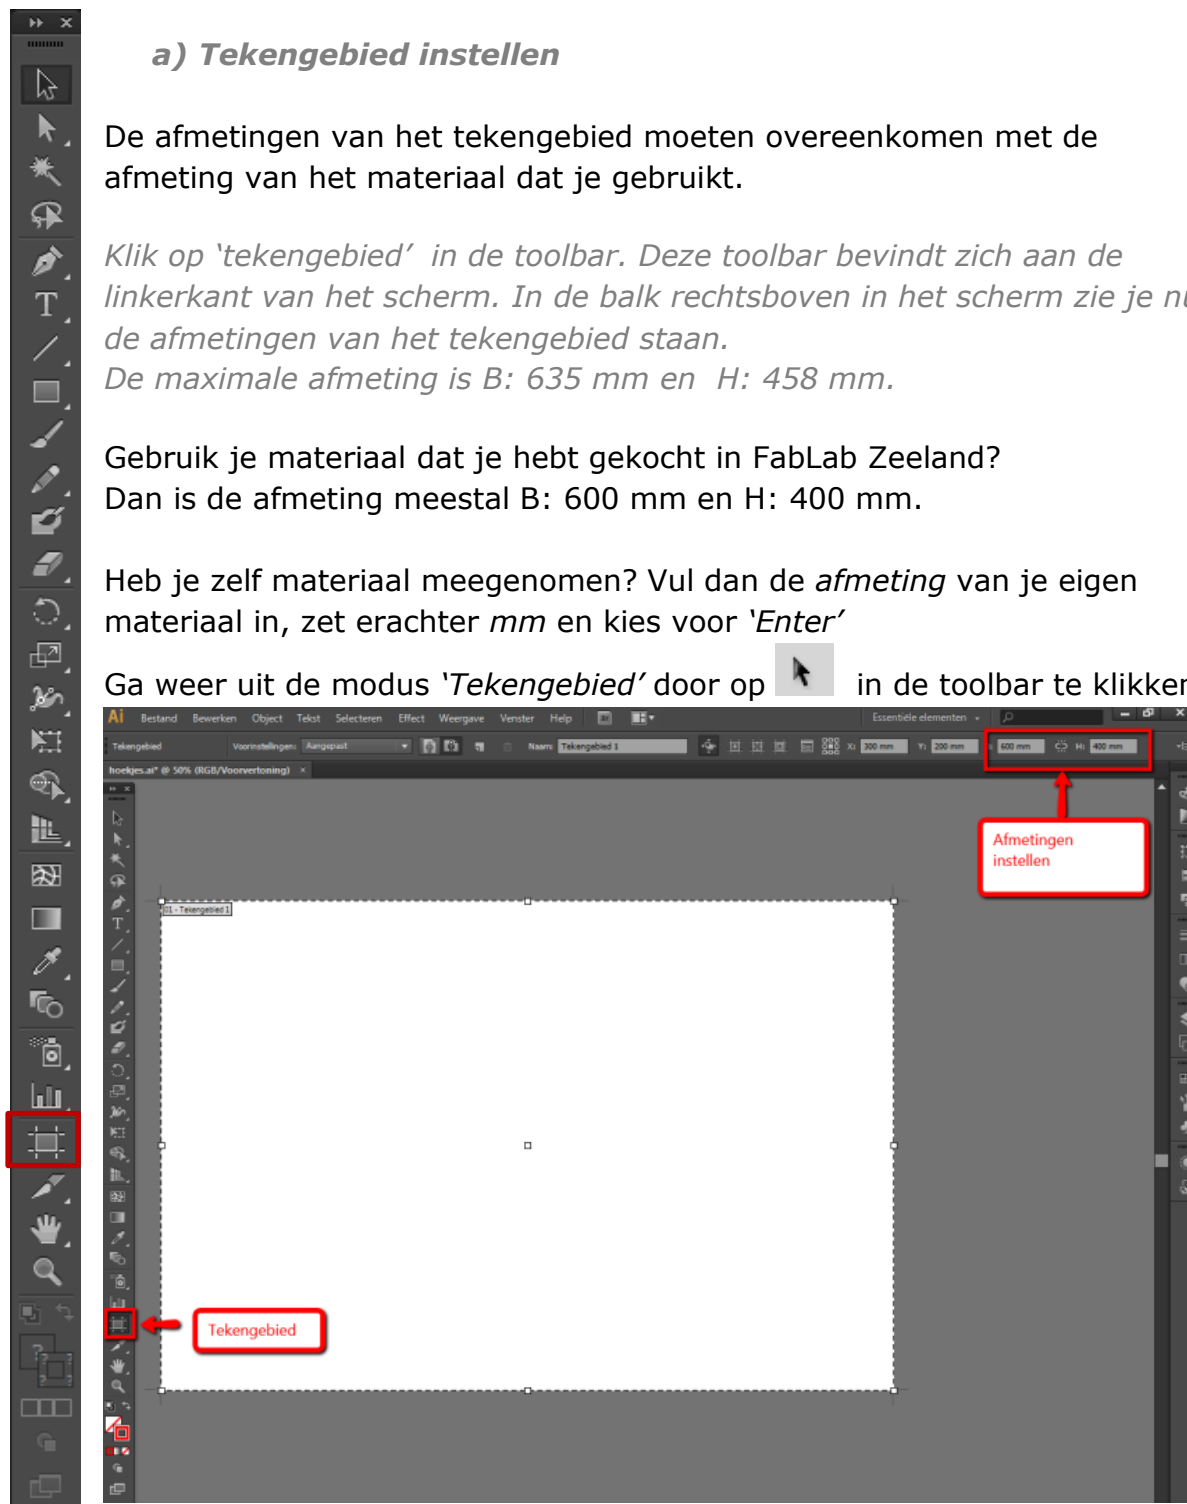 a) Tekengebied instellen
De afmetingen van het tekengebied moeten overeenkomen met de
afmeting van het materiaal dat je gebruikt.
Klik op ‘tekengebied’ in de toolbar. Deze toolbar bevindt zich aan de
linkerkant van het scherm. In de balk rechtsboven in het scherm zie je nu
de afmetingen van het tekengebied staan.
De maximale afmeting is B: 635 mm en H: 458 mm.
Gebruik je materiaal dat je hebt gekocht in FabLab Zeeland?
Dan is de afmeting meestal B: 600 mm en H: 400 mm.
Heb je zelf materiaal meegenomen? Vul dan de afmeting van je eigen
materiaal in, zet erachter mm en kies voor ‘Enter’
Ga weer uit de modus ‘Tekengebied’ door op in de toolbar te klikken
Ai Bestand Bewerken Object Tekst Selecteren Effect Weergave Venster Help Br Essentiële elementen
Tekengebied Voorinstellingen: Aangepast Naam: Tekengebied 1 X: 300 mm Y: 200 mm 600 mm H: 400 mm
hoekjes.ai* @ 50% (RGB/Voorvertoning) ×
Afmetingen
instellen
01 - Tekengebied 1
Tekengebied